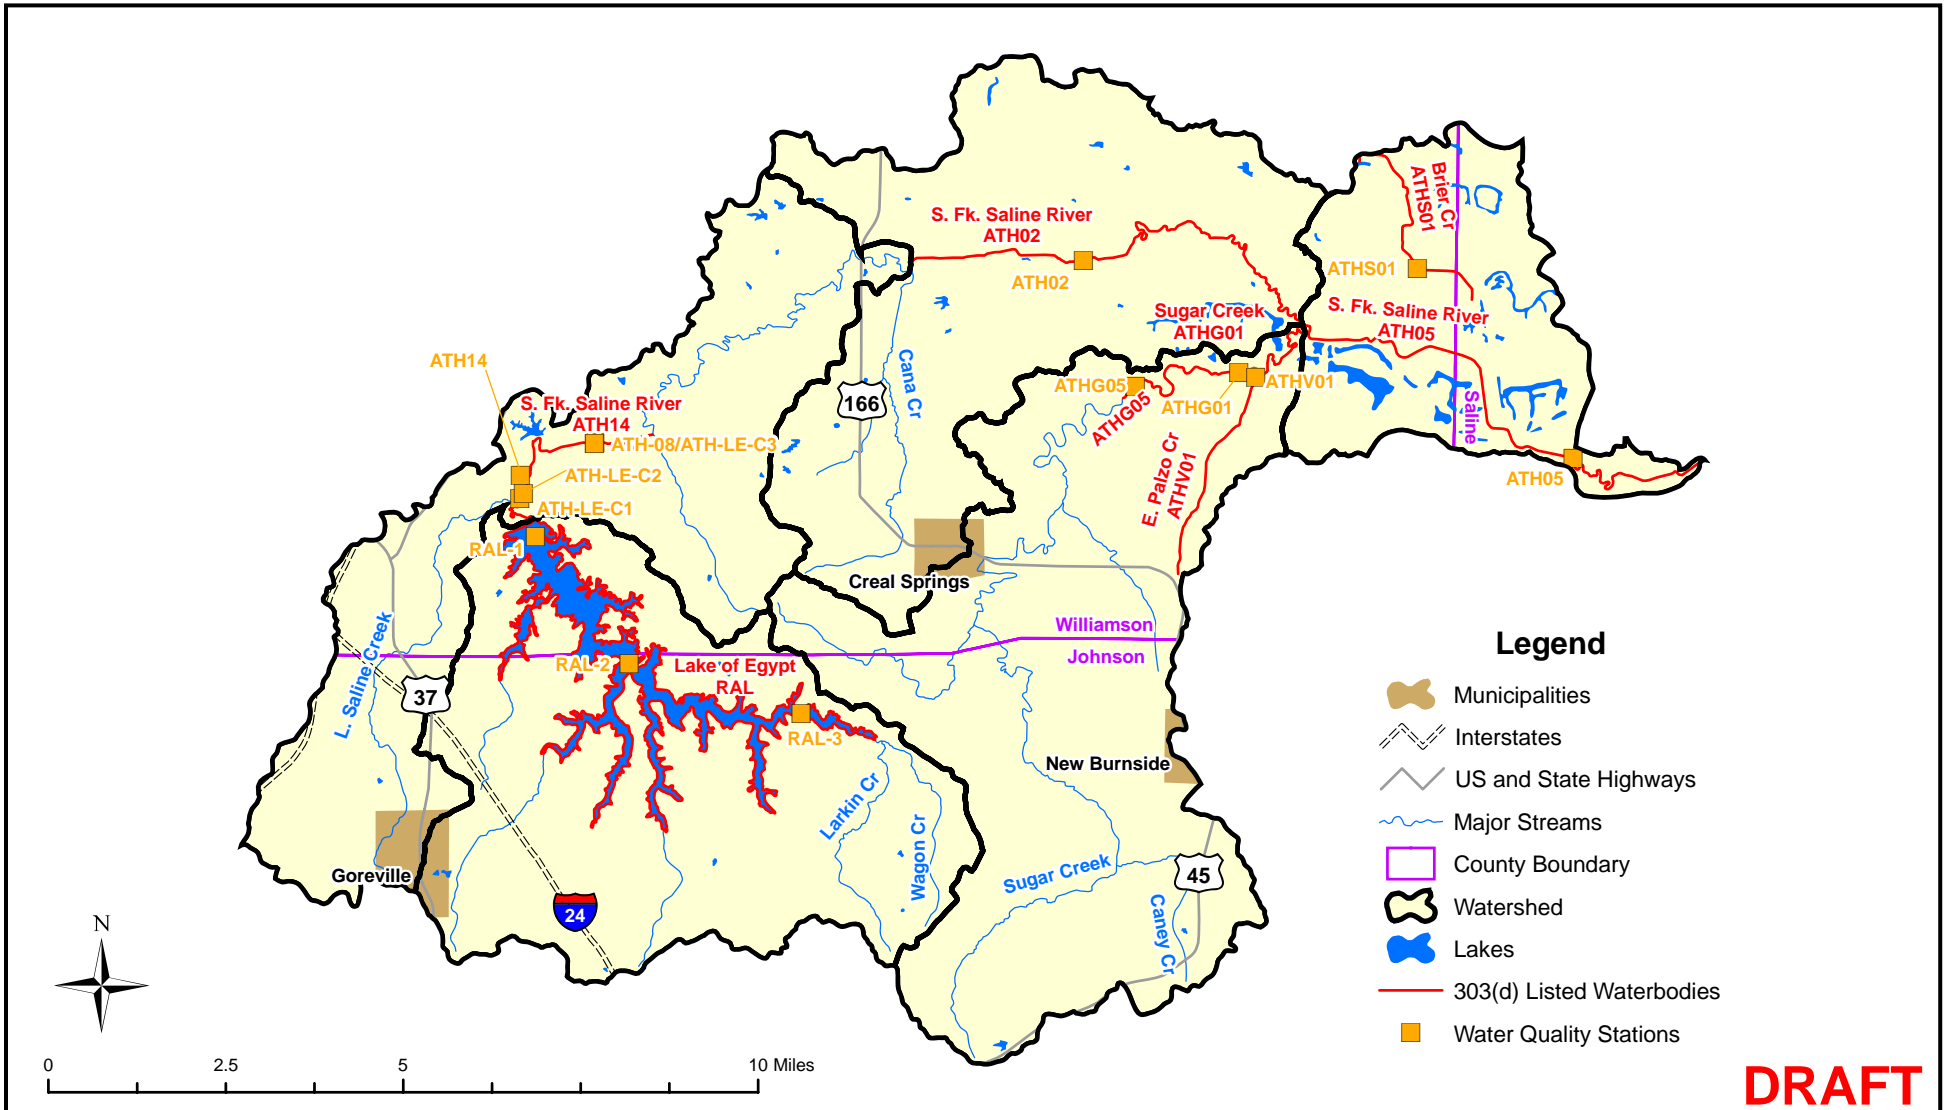 S. Fk. Saline River
ATH02
ATH02
Brier Cr
ATHS01
ATHS01
Sugar Creek
ATHG01
S. Fk. Saline River
ATH05
Cana Cr
166
ATH14
S. Fk. Saline River
ATH14
ATH-08/ATH-LE-C3
ATH-LE-C2
ATH-LE-C1
ATHG05
ATHG05
ATHG01
ATHV01
E. Palzo Cr
ATHV01
Saline
ATH05
RAL-1
Creal Springs
L. Saline Creek
Williamson
Johnson
RAL-2
Lake of Egypt
RAL
37
RAL-3
New Burnside
Larkin Cr
Wagon Cr
Goreville
Sugar Creek
Caney Cr
45
24
N
0
2.5
5
10 Miles
Legend
Municipalities
Interstates
US and State Highways
Major Streams
County Boundary
Watershed
Lakes
303(d) Listed Waterbodies
Water Quality Stations
DRAFT